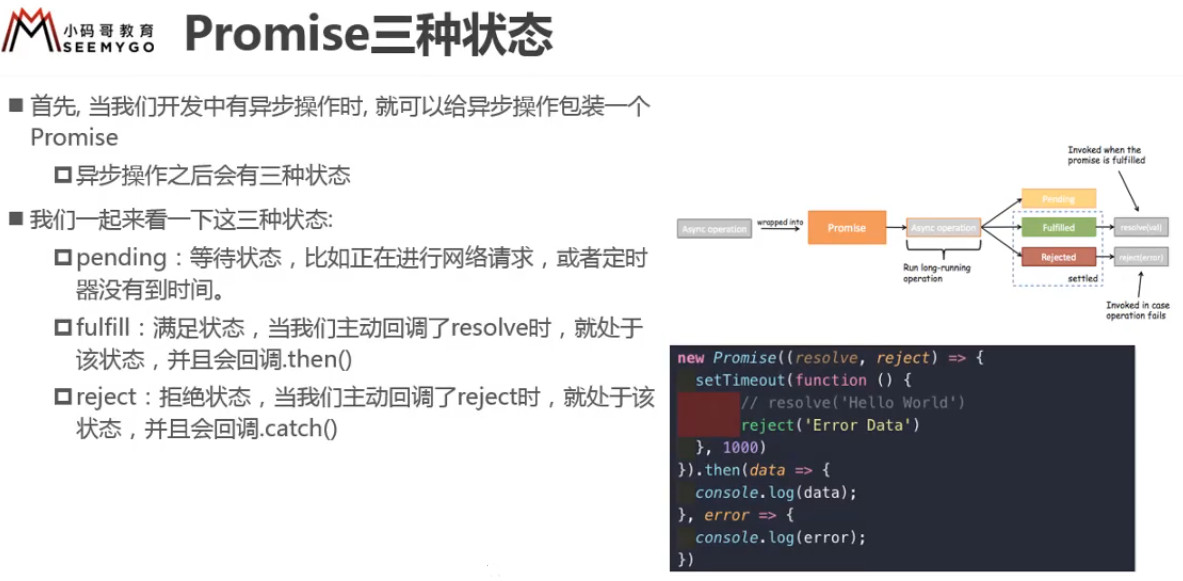 小码哥教育
SEEMYGO
Promise三种状态
首先, 当我们开发中有异步操作时, 就可以给异步操作包装一个
Promise
异步操作之后会有三种状态
我们一起来看一下这三种状态:
pending：等待状态，比如正在进行网络请求，或者定时
器没有到时间。
fulfill：满足状态，当我们主动回调了resolve时，就处于
该状态，并且会回调.then()
reject：拒绝状态，当我们主动回调了reject时，就处于该
状态，并且会回调.catch()
Invoked when the
promise is fulfilled
Async operation
wrapped into
Promise
Async operation
Pending
Fulfilled
Rejected
settled
resolve(val)
reject(error)
Run long-running
operation
Invoked in case
operation fails
new Promise((resolve, reject) => {
setTimeout(function () {
// resolve('Hello World')
reject('Error Data')
}, 1000)
}).then(data => {
console.log(data);
}, error => {
console.log(error);
})